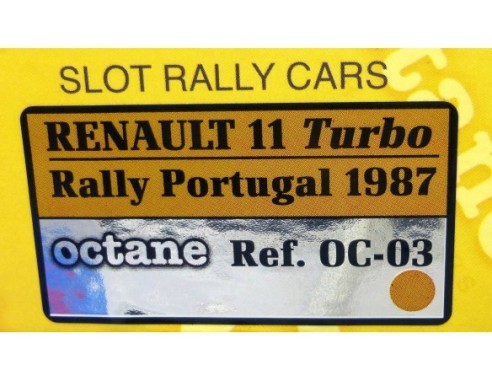 SLOT RALLY CARS
RENAULT 11 Turbo
Rally Portugal 1987
octane Ref. OC-03